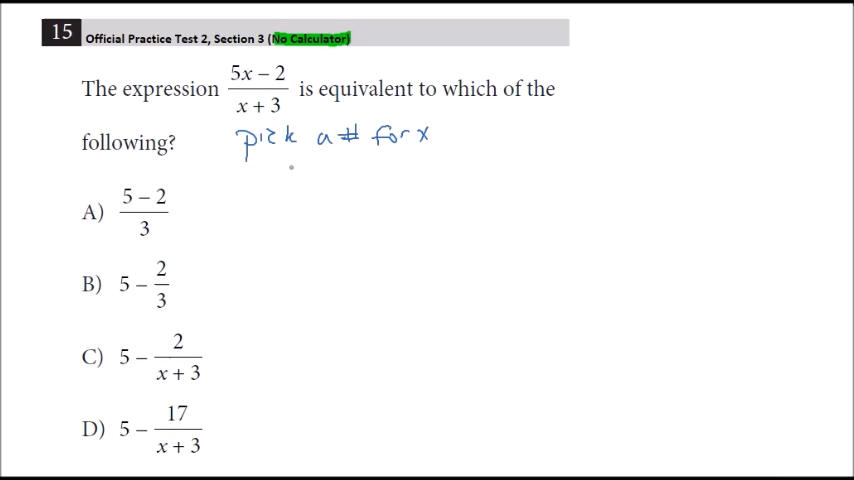 15 Official Practice Test 2, Section 3 (No Calculator)
The expression (5x − 2)/(x + 3) is equivalent to which of the
following? pick a # for x
A) (5 − 2)/3
B) 5 − 2/3
C) 5 − 2/(x + 3)
D) 5 − 17/(x + 3)